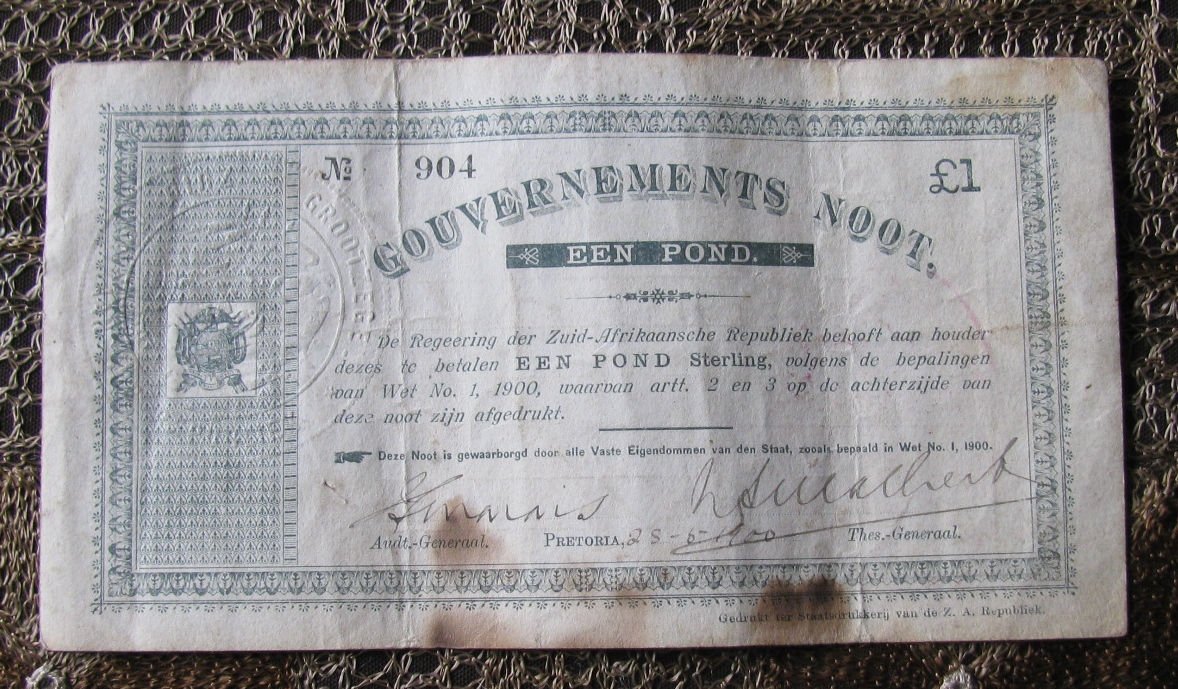 № 904
£1
GOUVERNEMENTS NOOT.
EEN POND.
De Regeering der Zuid-Afrikaansche Republiek belooft aan houder
dezes te betalen EEN POND Sterling, volgens de bepalingen
van Wet No. 1, 1900, waarvan artt. 2 en 3 op de achterzijde van
deze noot zijn afgedrukt.
Deze Noot is gewaarborgd door alle Vaste Eigendommen van den Staat, zooals bepaald in Wet No. 1, 1900.
Audt.-Generaal. PRETORIA, 28-5-1900 Thes.-Generaal.
Gedrukt ter Staatsdrukkerij van de Z. A. Republiek.